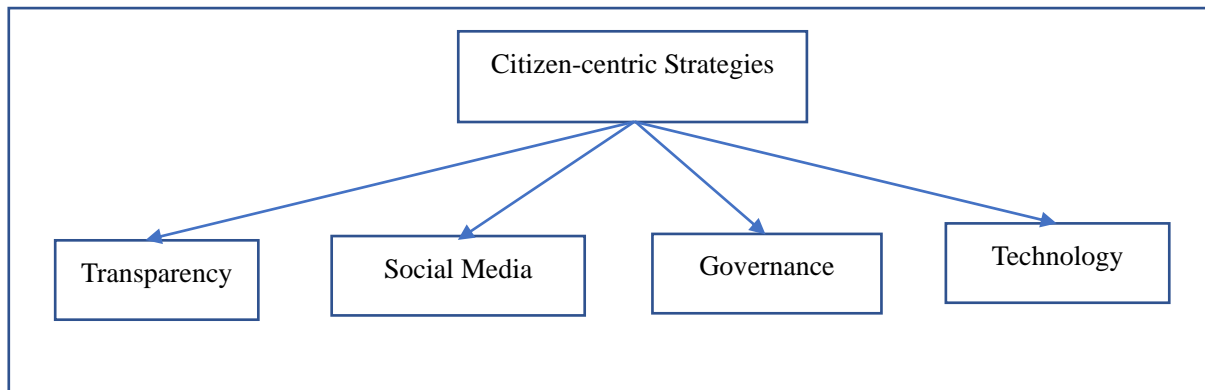 Citizen-centric Strategies
Transparency
Social Media
Governance
Technology